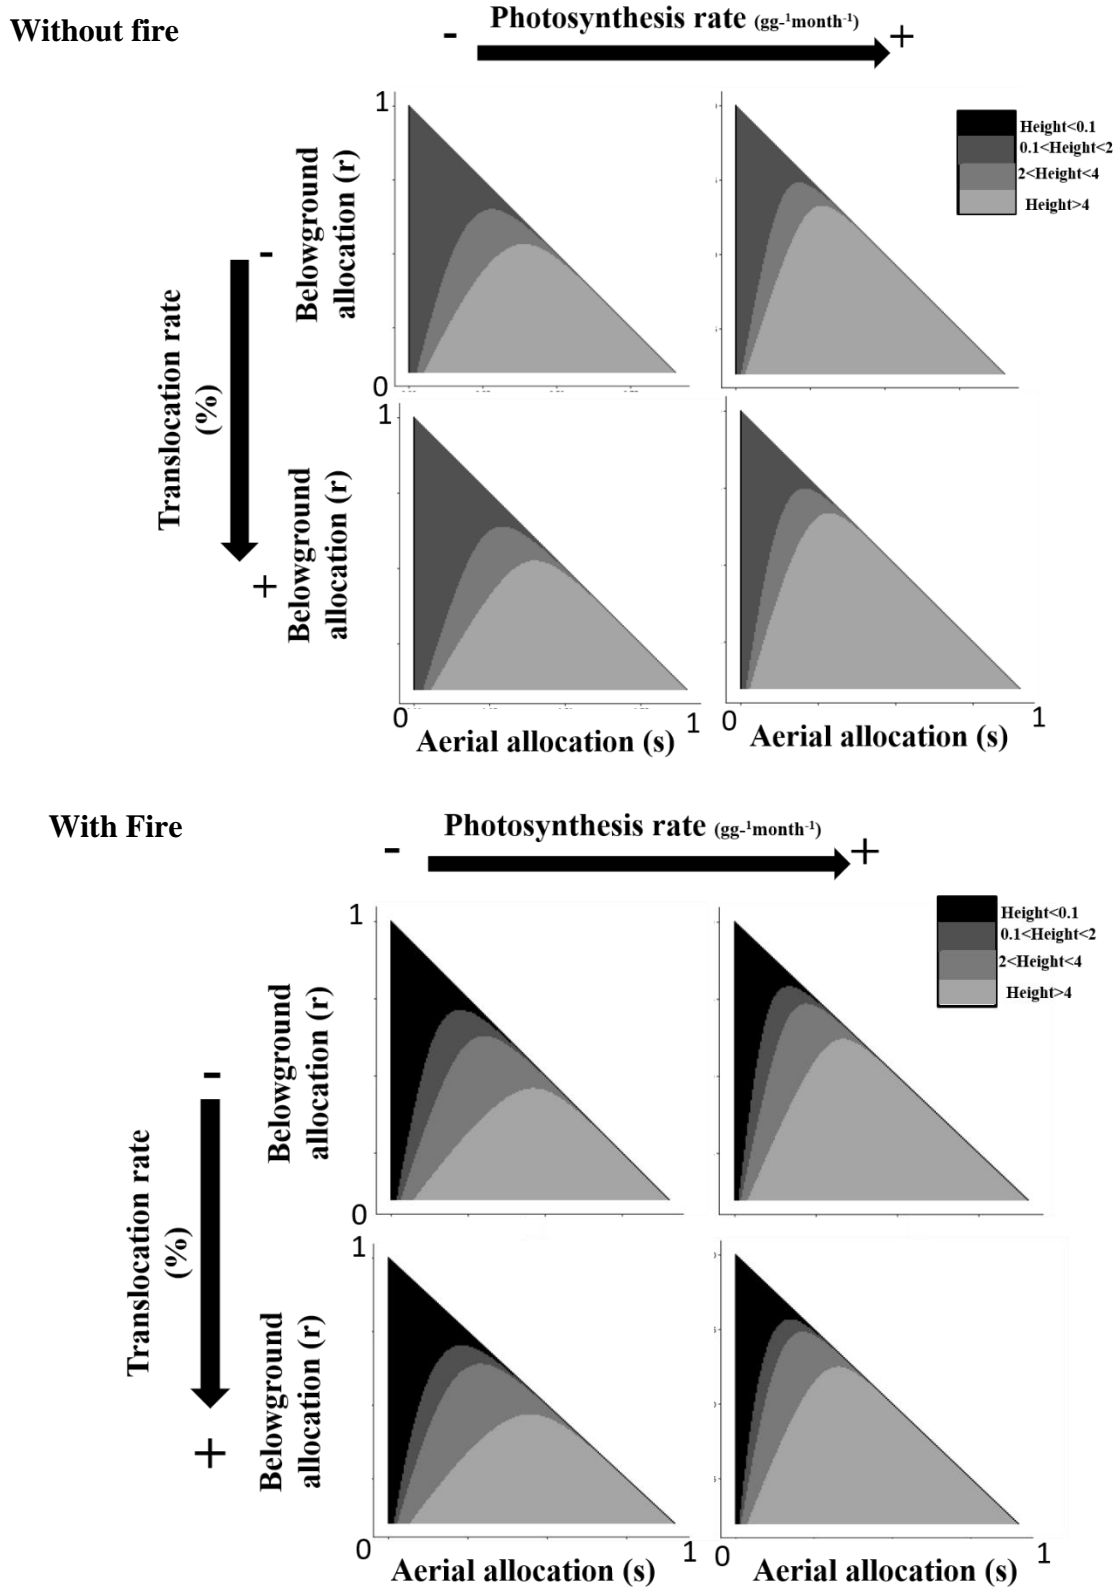 Without fire
Photosynthesis rate (gg-¹month-¹)
- +
1
Height<0.1
0.1<Height<2
2<Height<4
Height>4
Belowground
allocation (r)
-
0
Translocation rate
(%)
1
Belowground
allocation (r)
+
0 1 0 1
Aerial allocation (s) Aerial allocation (s)
With Fire
Photosynthesis rate (gg-¹month-¹)
- +
1
Height<0.1
0.1<Height<2
2<Height<4
Height>4
Belowground
allocation (r)
-
0
Translocation rate
(%)
1
Belowground
allocation (r)
+
0 1 0 1
Aerial allocation (s) Aerial allocation (s)